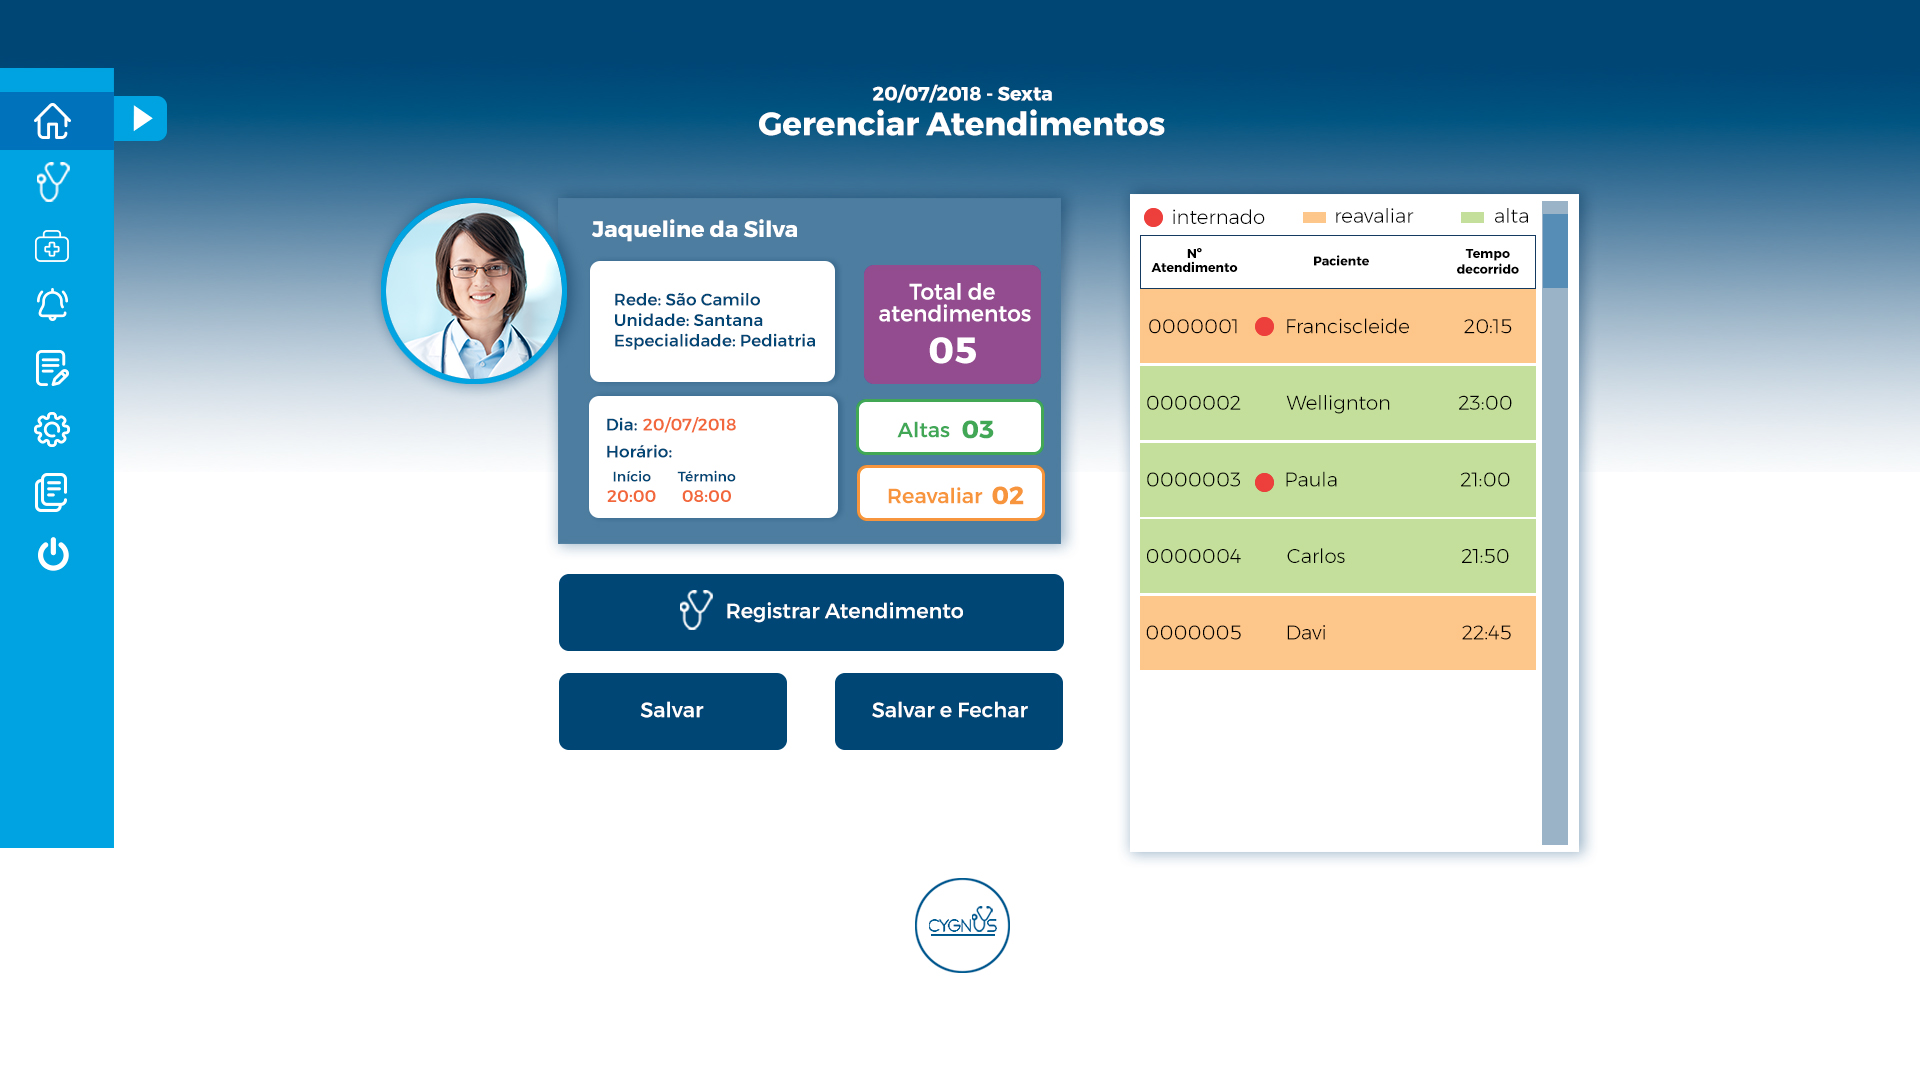 20/07/2018 - Sexta
Gerenciar Atendimentos
Jaqueline da Silva
Rede: São Camilo
Unidade: Santana
Especialidade: Pediatria
Total de
atendimentos
05
Dia: 20/07/2018
Horário:
Início Término
20:00 08:00
Altas 03
Reavaliar 02
Registrar Atendimento
Salvar
Salvar e Fechar
internado reavaliar alta
Nº
Atendimento
Paciente
Tempo
decorrido
0000001 Franciscleide 20:15
0000002 Wellignton 23:00
0000003 Paula 21:00
0000004 Carlos 21:50
0000005 Davi 22:45
CYGNUS